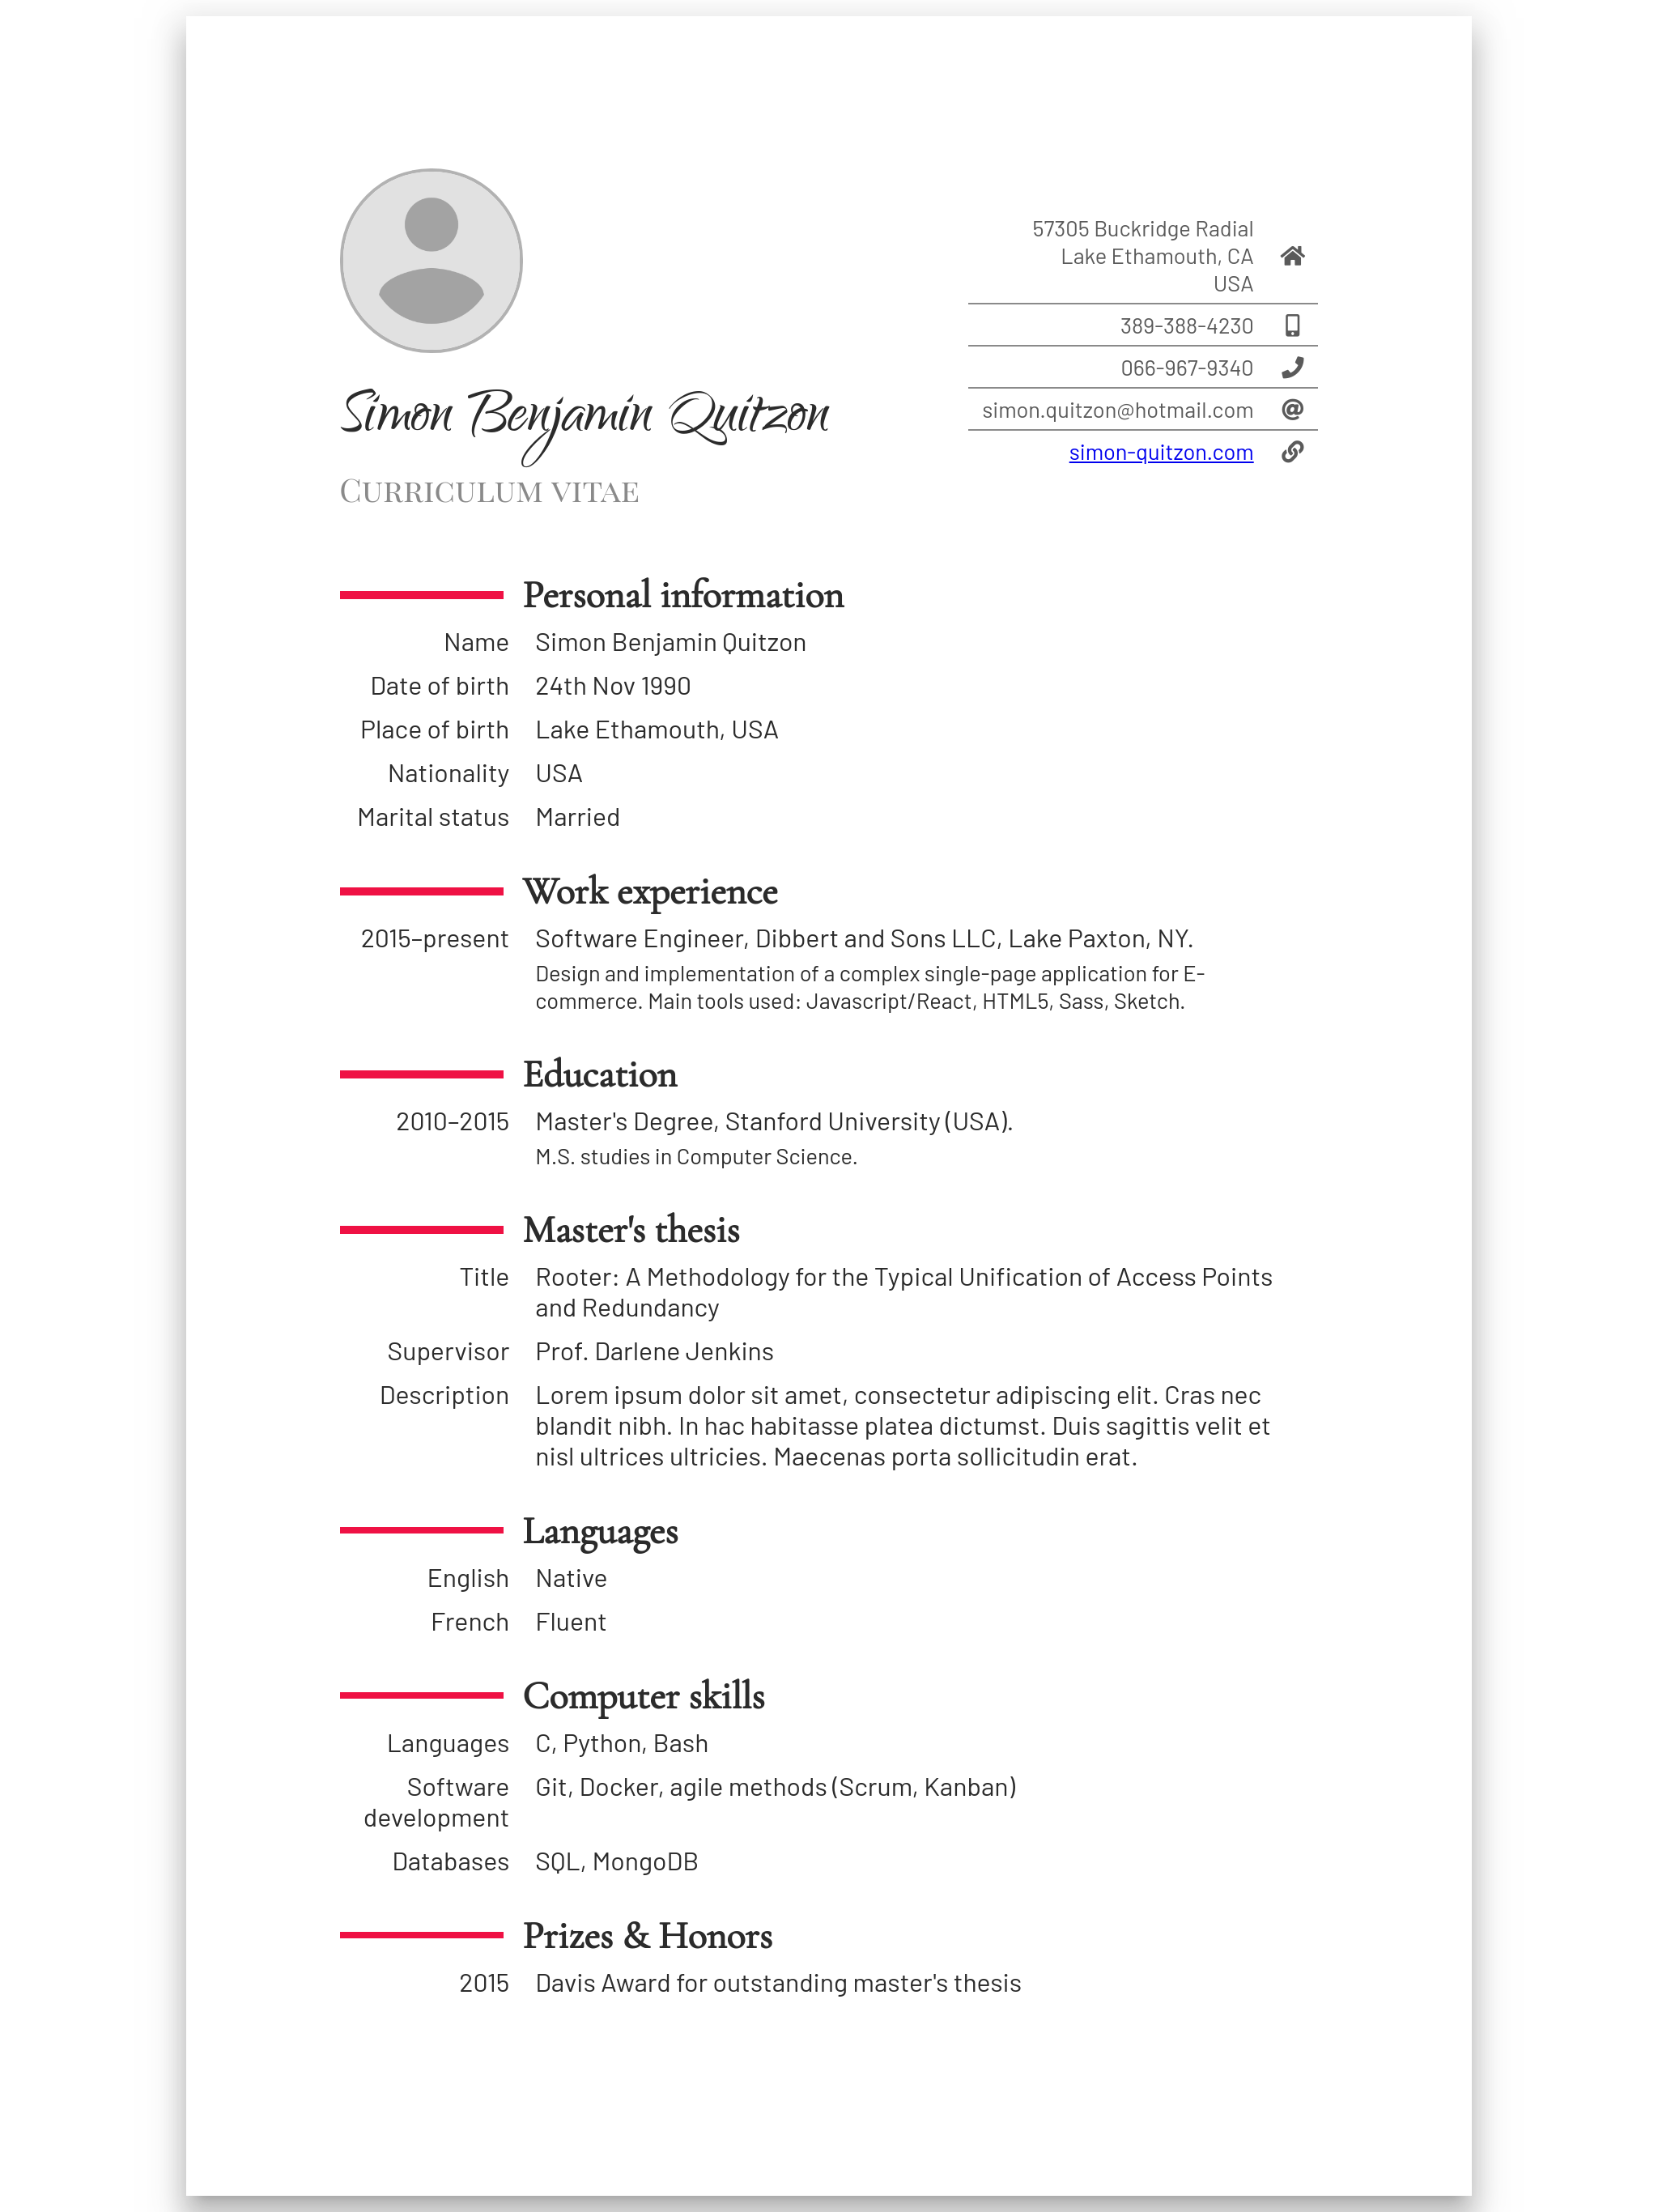 Simon Benjamin Quitzon
Curriculum vitae
57305 Buckridge Radial
Lake Ethamouth, CA
USA
389-388-4230
066-967-9340
simon.quitzon@hotmail.com
simon-quitzon.com
Personal information
Name Simon Benjamin Quitzon
Date of birth 24th Nov 1990
Place of birth Lake Ethamouth, USA
Nationality USA
Marital status Married
Work experience
2015–present Software Engineer, Dibbert and Sons LLC, Lake Paxton, NY.
Design and implementation of a complex single-page application for E-
commerce. Main tools used: Javascript/React, HTML5, Sass, Sketch.
Education
2010–2015 Master's Degree, Stanford University (USA).
M.S. studies in Computer Science.
Master's thesis
Title Rooter: A Methodology for the Typical Unification of Access Points
and Redundancy
Supervisor Prof. Darlene Jenkins
Description Lorem ipsum dolor sit amet, consectetur adipiscing elit. Cras nec
blandit nibh. In hac habitasse platea dictumst. Duis sagittis velit et
nisl ultrices ultricies. Maecenas porta sollicitudin erat.
Languages
English Native
French Fluent
Computer skills
Languages C, Python, Bash
Software Git, Docker, agile methods (Scrum, Kanban)
development
Databases SQL, MongoDB
Prizes & Honors
2015 Davis Award for outstanding master's thesis